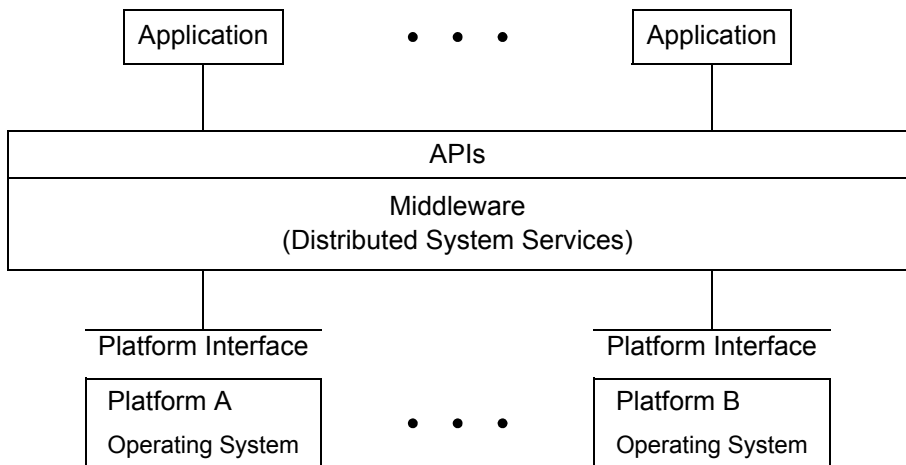 Application
Application
APIs
Middleware
(Distributed System Services)
Platform Interface
Platform Interface
Platform A
Operating System
Platform B
Operating System